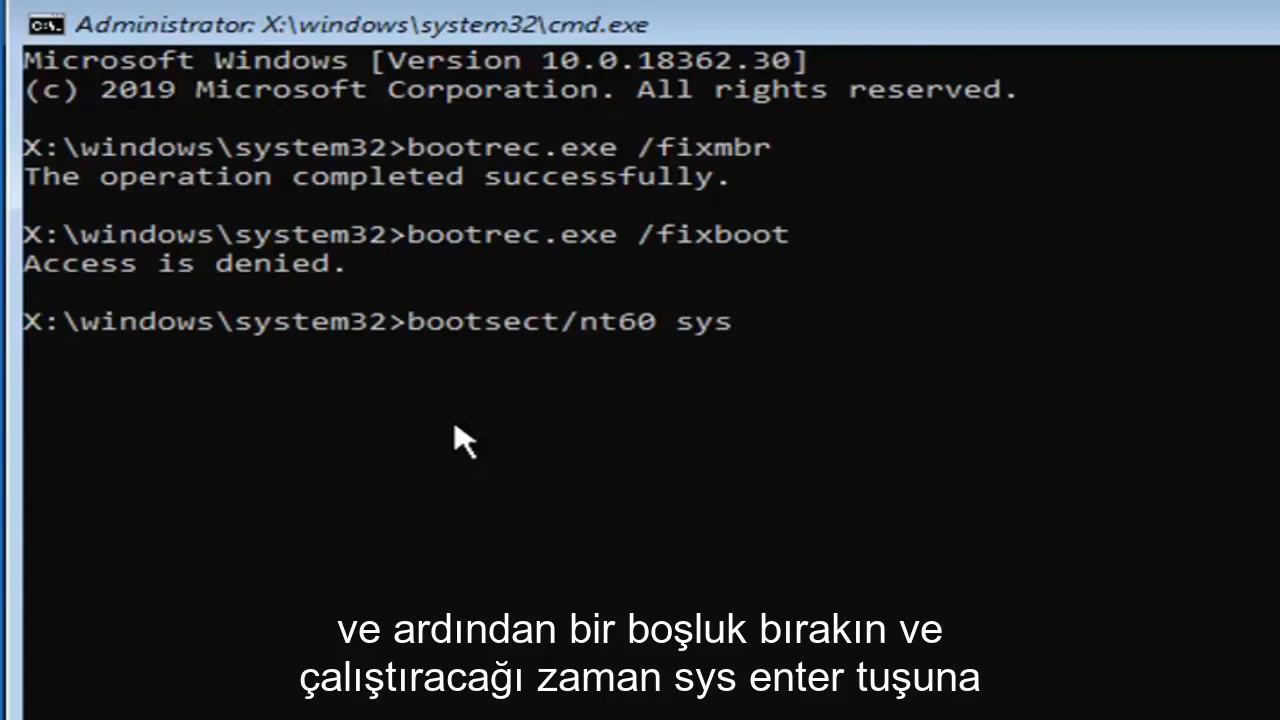 Administrator: X:\windows\system32\cmd.exe
Microsoft Windows [Version 10.0.18362.30]
(c) 2019 Microsoft Corporation. All rights reserved.
X:\windows\system32>bootrec.exe /fixmbr
The operation completed successfully.
X:\windows\system32>bootrec.exe /fixboot
Access is denied.
X:\windows\system32>bootsect/nt60 sys
ve ardından bir boşluk bırakın ve
çalıştıracağı zaman sys enter tuşuna